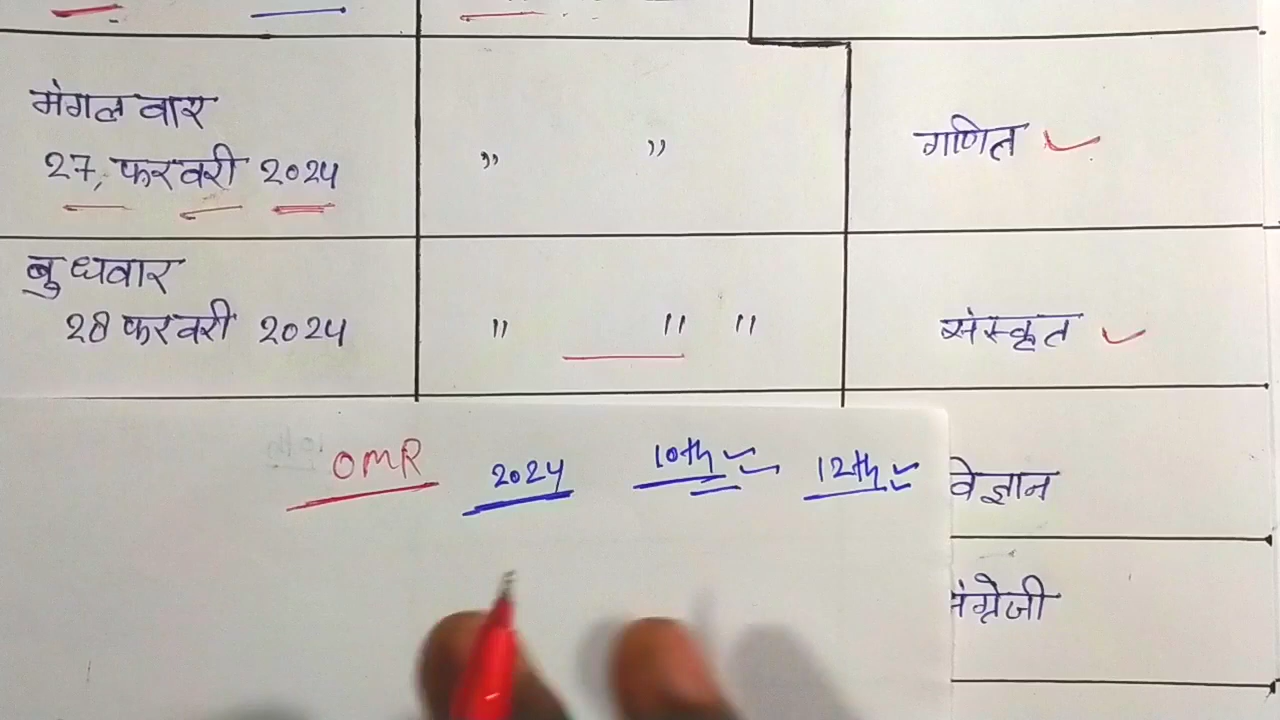 मंगलवार
27, फरवरी 2024
" "
गणित
बुधवार
28 फरवरी 2024
" " "
संस्कृत
OMR 2024 10th 12th
विज्ञान
अंग्रेजी